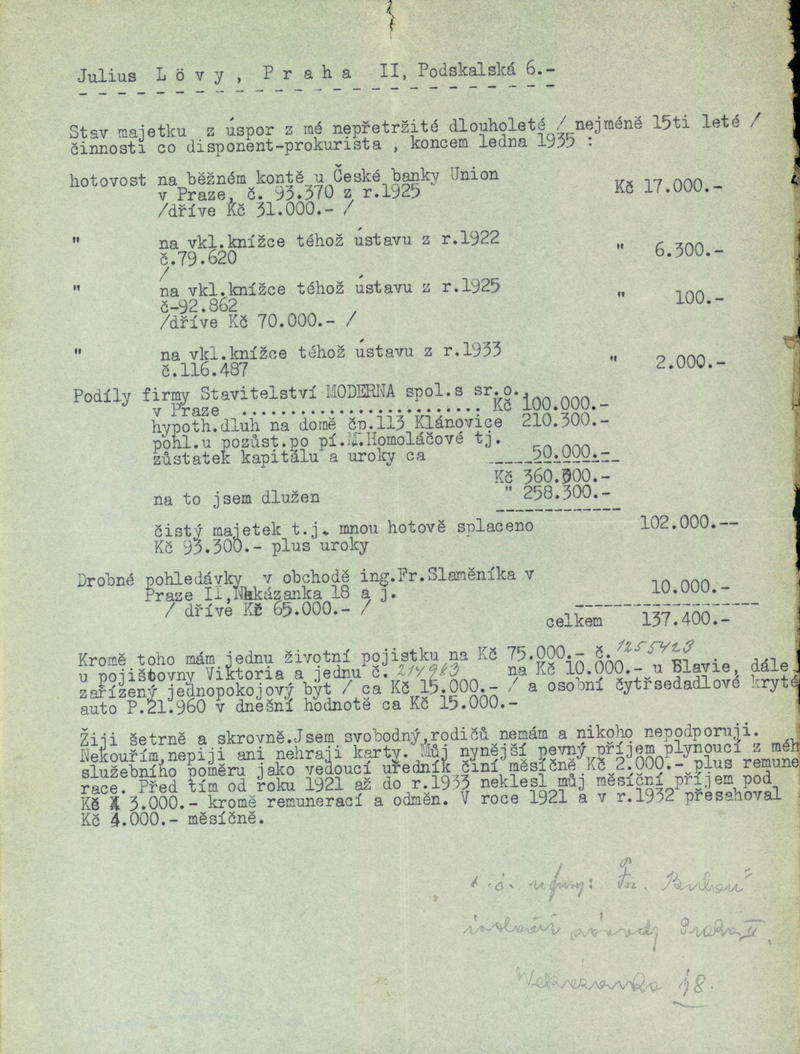 Julius Lövy, Praha II, Podskalská 6.-
Stav majetku z úspor z mé nepřetržité dlouholeté / nejméně 15ti leté /
činnosti co disponent-prokurista , koncem ledna 1935 :
hotovost na běžném kontě u České banky Union
v Praze, č. 93.370 z r.1925 Kč 17.000.-
/dříve Kč 31.000.- /
" na vkl.knížce téhož ústavu z r.1922
č.79.620 " 6.300.-
/
" na vkl.knížce téhož ústavu z r.1925
č-92.862 " 100.-
/dříve Kč 70.000.- /
" na vkl.knížce téhož ústavu z r.1933
č.116.487 " 2.000.-
Podíly firmy Stavitelství MODERNA spol.s sr.o.,
v Praze ........................ Kč 100.000.-
hypoth.dluh na domě čp.113 Klánovice 210.300.-
pohl.u pozůst.po pí.M.Homoláčové tj.
zůstatek kapitálu a uroky ca 50.000.-
Kč 360.300.-
na to jsem dlužen " 258.300.-
čistý majetek t.j. mnou hotově splaceno 102.000.--
Kč 93.300.- plus uroky
Drobné pohledávky v obchodě ing.Fr.Slaměníka v
Praze II,Nekázanka 18 a j. 10.000.-
/ dříve Kč 65.000.- /
celkem 137.400.-
Kromě toho mám jednu životní pojistku na Kč 75.000.- č. 1255423
u pojišťovny Viktoria a jednu č. 214963 na Kč 10.000.- u Slavie, dále
zařízený jednopokojový byt / ca Kč 15.000.- / a osobní čytřsedadlové kryté
auto P.21.960 v dnešní hodnotě ca Kč 15.000.-
Žiji šetrně a skrovně.Jsem svobodný,rodičů nemám a nikoho nepodporuji.
Nekouřím,nepiji ani nehraji karty. Můj nynější pevný příjem plynoucí z méh
služebního poměru jako vedoucí uředník činí měsíčně Kč 2.000.- plus remune
race. Před tím od roku 1921 až do r.1933 neklesl můj měsíční příjem pod
Kč 3.000.- kromě remunerací a odměn. V roce 1921 a v r.1932 přesahoval
Kč 4.000.- měsíčně.
Fr.
Praha II,
18.